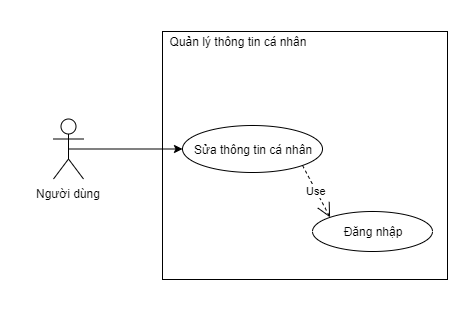 Quản lý thông tin cá nhân
Sửa thông tin cá nhân
Người dùng
Use
Đăng nhập